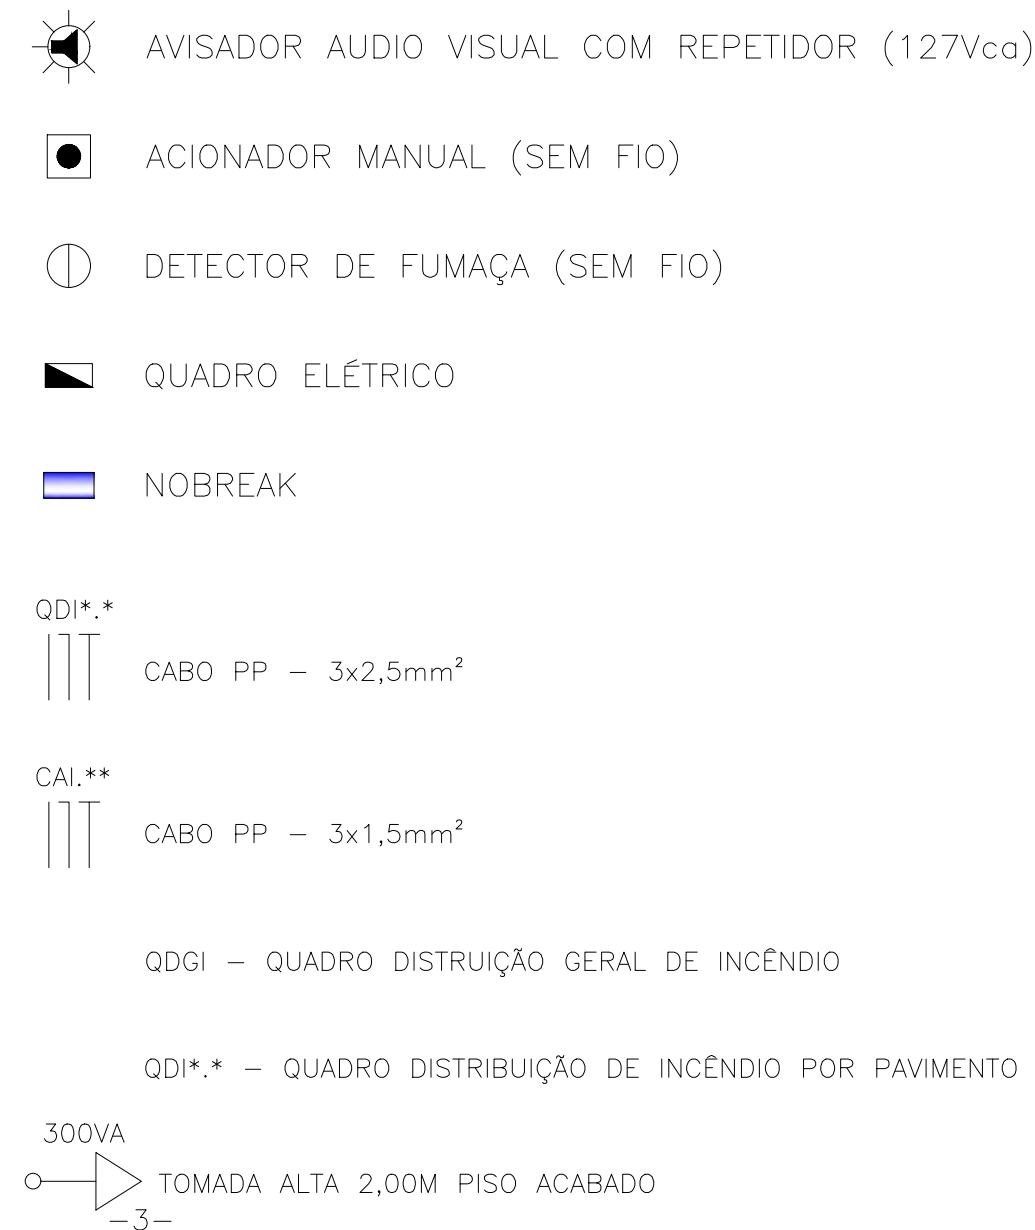 AVISADOR AUDIO VISUAL COM REPETIDOR (127Vca)
ACIONADOR MANUAL (SEM FIO)
DETECTOR DE FUMAÇA (SEM FIO)
QUADRO ELÉTRICO
NOBREAK
QDI*.*
CABO PP – 3x2,5mm²
CAI.**
CABO PP – 3x1,5mm²
QDGI – QUADRO DISTRUIÇÃO GERAL DE INCÊNDIO
QDI*.* – QUADRO DISTRIBUIÇÃO DE INCÊNDIO POR PAVIMENTO
300VA
TOMADA ALTA 2,00M PISO ACABADO
–3–